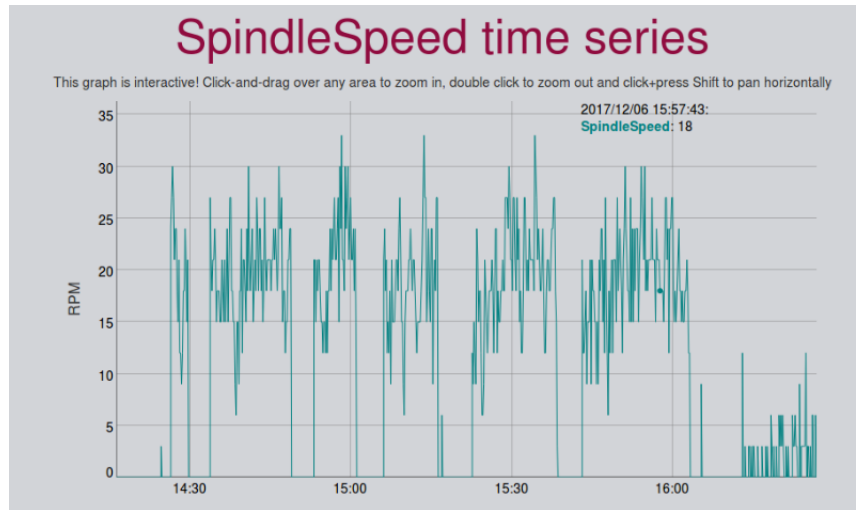 SpindleSpeed time series
This graph is interactive! Click-and-drag over any area to zoom in, double click to zoom out and click+press Shift to pan horizontally
2017/12/06 15:57:43:
SpindleSpeed: 18
35
30
25
20
15
10
5
0
RPM
14:30 15:00 15:30 16:00